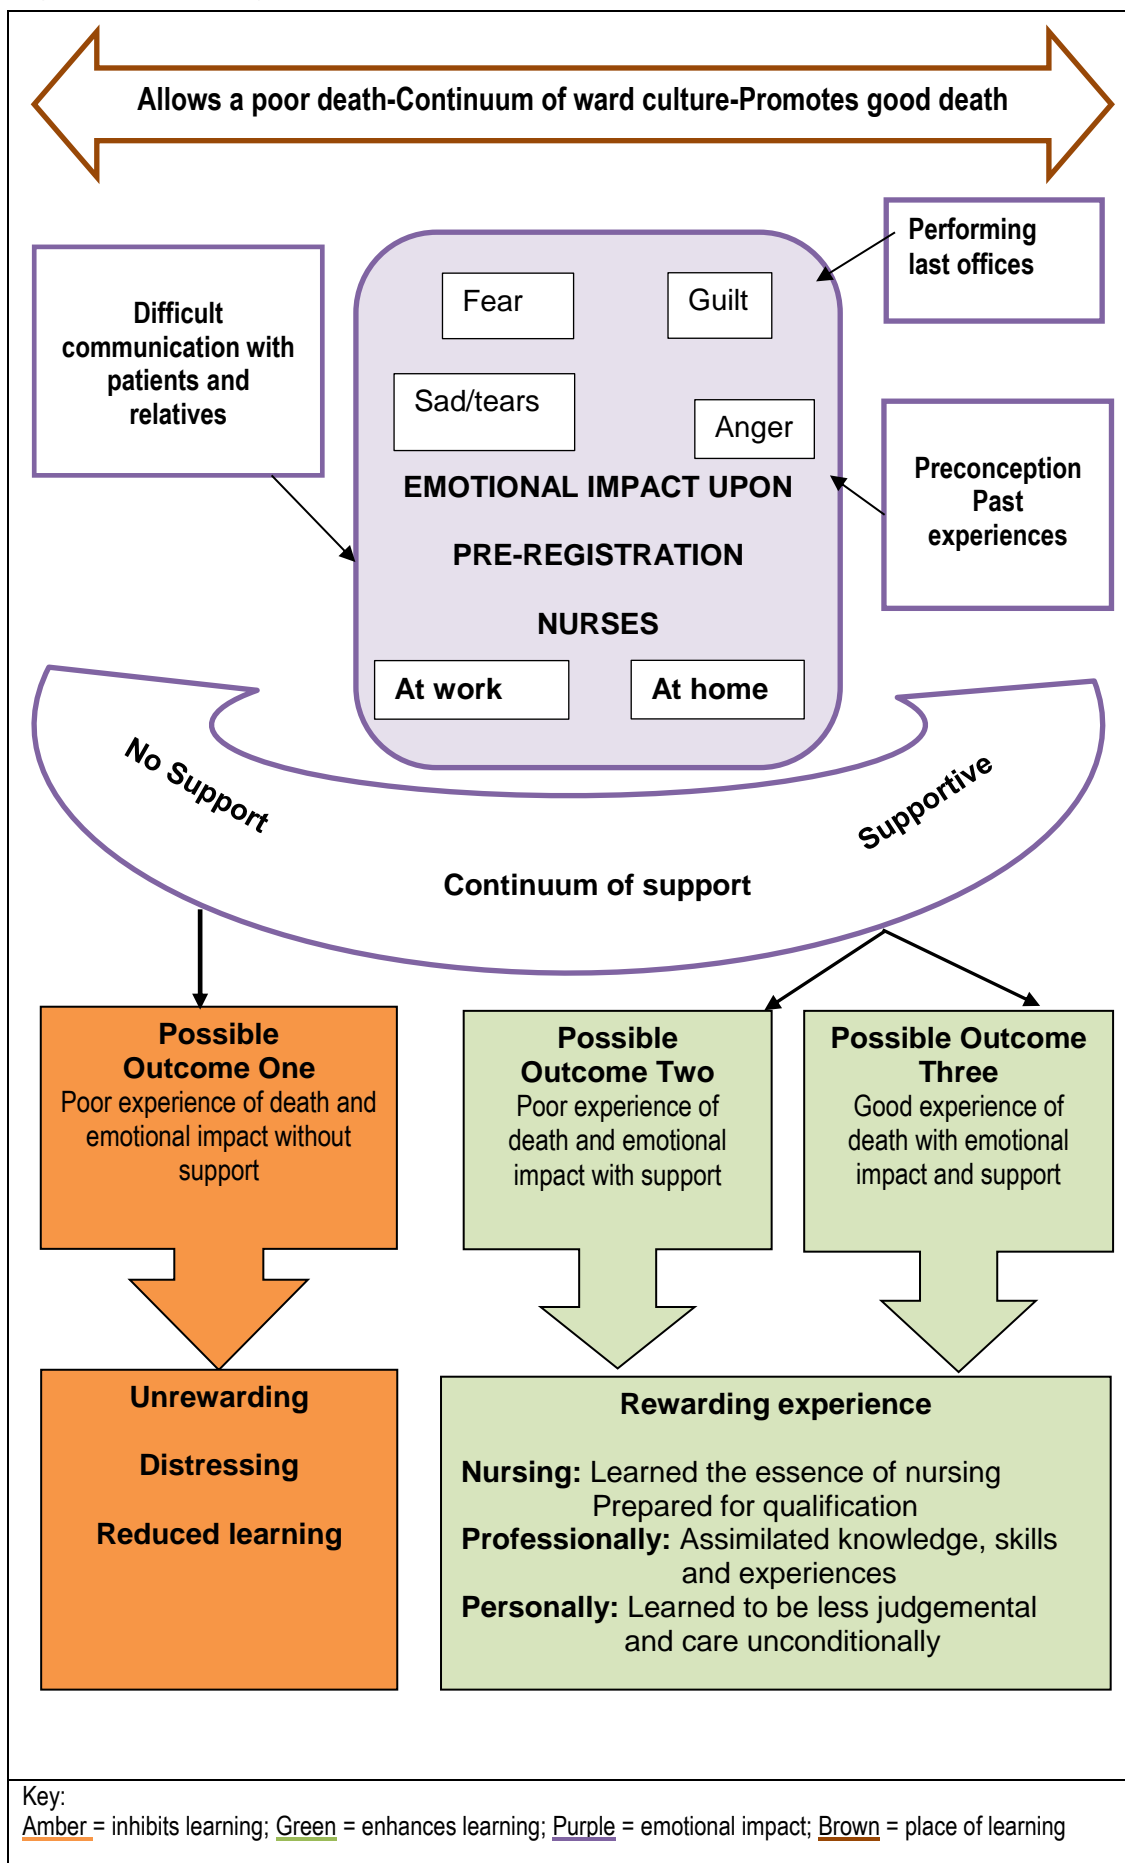 Allows a poor death-Continuum of ward culture-Promotes good death
Performing
last offices
Difficult
communication with
patients and
relatives
Fear
Guilt
Sad/tears
Anger
Preconception
Past
experiences
EMOTIONAL IMPACT UPON
PRE-REGISTRATION
NURSES
At work
At home
No Support
Supportive
Continuum of support
Possible
Outcome One
Poor experience of death and
emotional impact without
support
Possible
Outcome Two
Poor experience of
death and emotional
impact with support
Possible Outcome
Three
Good experience of
death with emotional
impact and support
Unrewarding
Distressing
Reduced learning
Rewarding experience
Nursing: Learned the essence of nursing
Prepared for qualification
Professionally: Assimilated knowledge, skills
and experiences
Personally: Learned to be less judgemental
and care unconditionally
Key:
Amber = inhibits learning; Green = enhances learning; Purple = emotional impact; Brown = place of learning